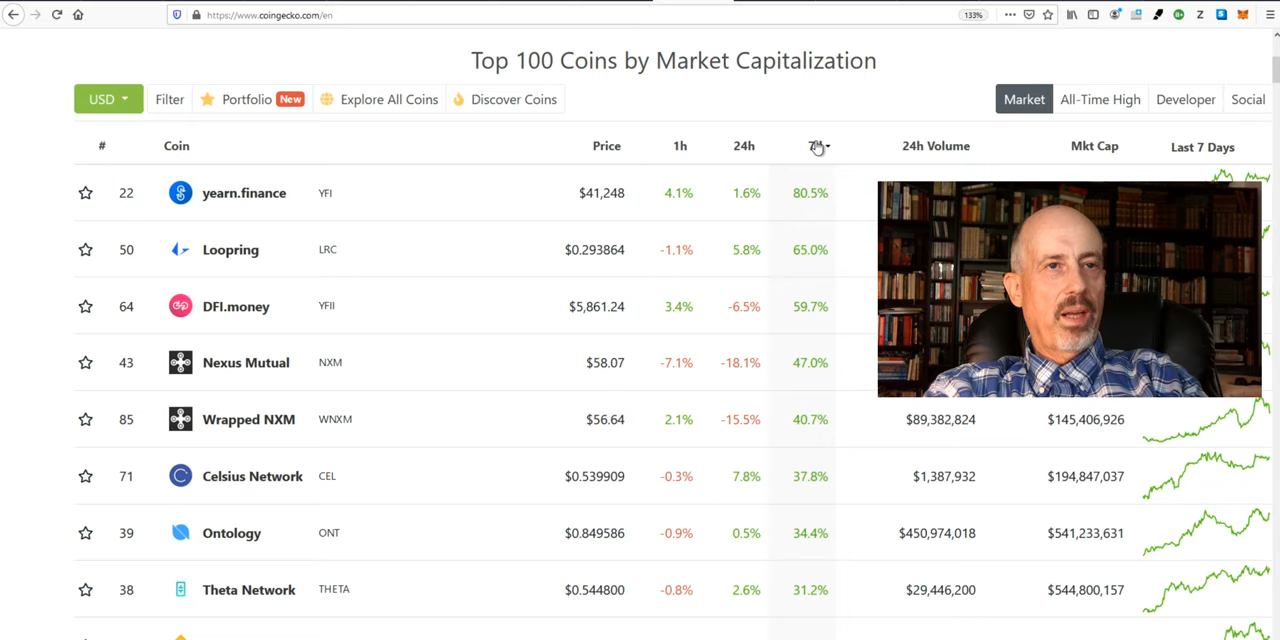 https://www.coingecko.com/en
133%
Top 100 Coins by Market Capitalization
USD Filter Portfolio New Explore All Coins Discover Coins Market All-Time High Developer Social
# Coin Price 1h 24h 24h Volume Mkt Cap Last 7 Days
22 yearn.finance YFI $41,248 4.1% 1.6% 80.5%
50 Loopring LRC $0.293864 -1.1% 5.8% 65.0%
64 DFI.money YFII $5,861.24 3.4% -6.5% 59.7%
43 Nexus Mutual NXM $58.07 -7.1% -18.1% 47.0%
85 Wrapped NXM WNXM $56.64 2.1% -15.5% 40.7% $89,382,824 $145,406,926
71 Celsius Network CEL $0.539909 -0.3% 7.8% 37.8% $1,387,932 $194,847,037
39 Ontology ONT $0.849586 -0.9% 0.5% 34.4% $450,974,018 $541,233,631
38 Theta Network THETA $0.544800 -0.8% 2.6% 31.2% $29,446,200 $544,800,157